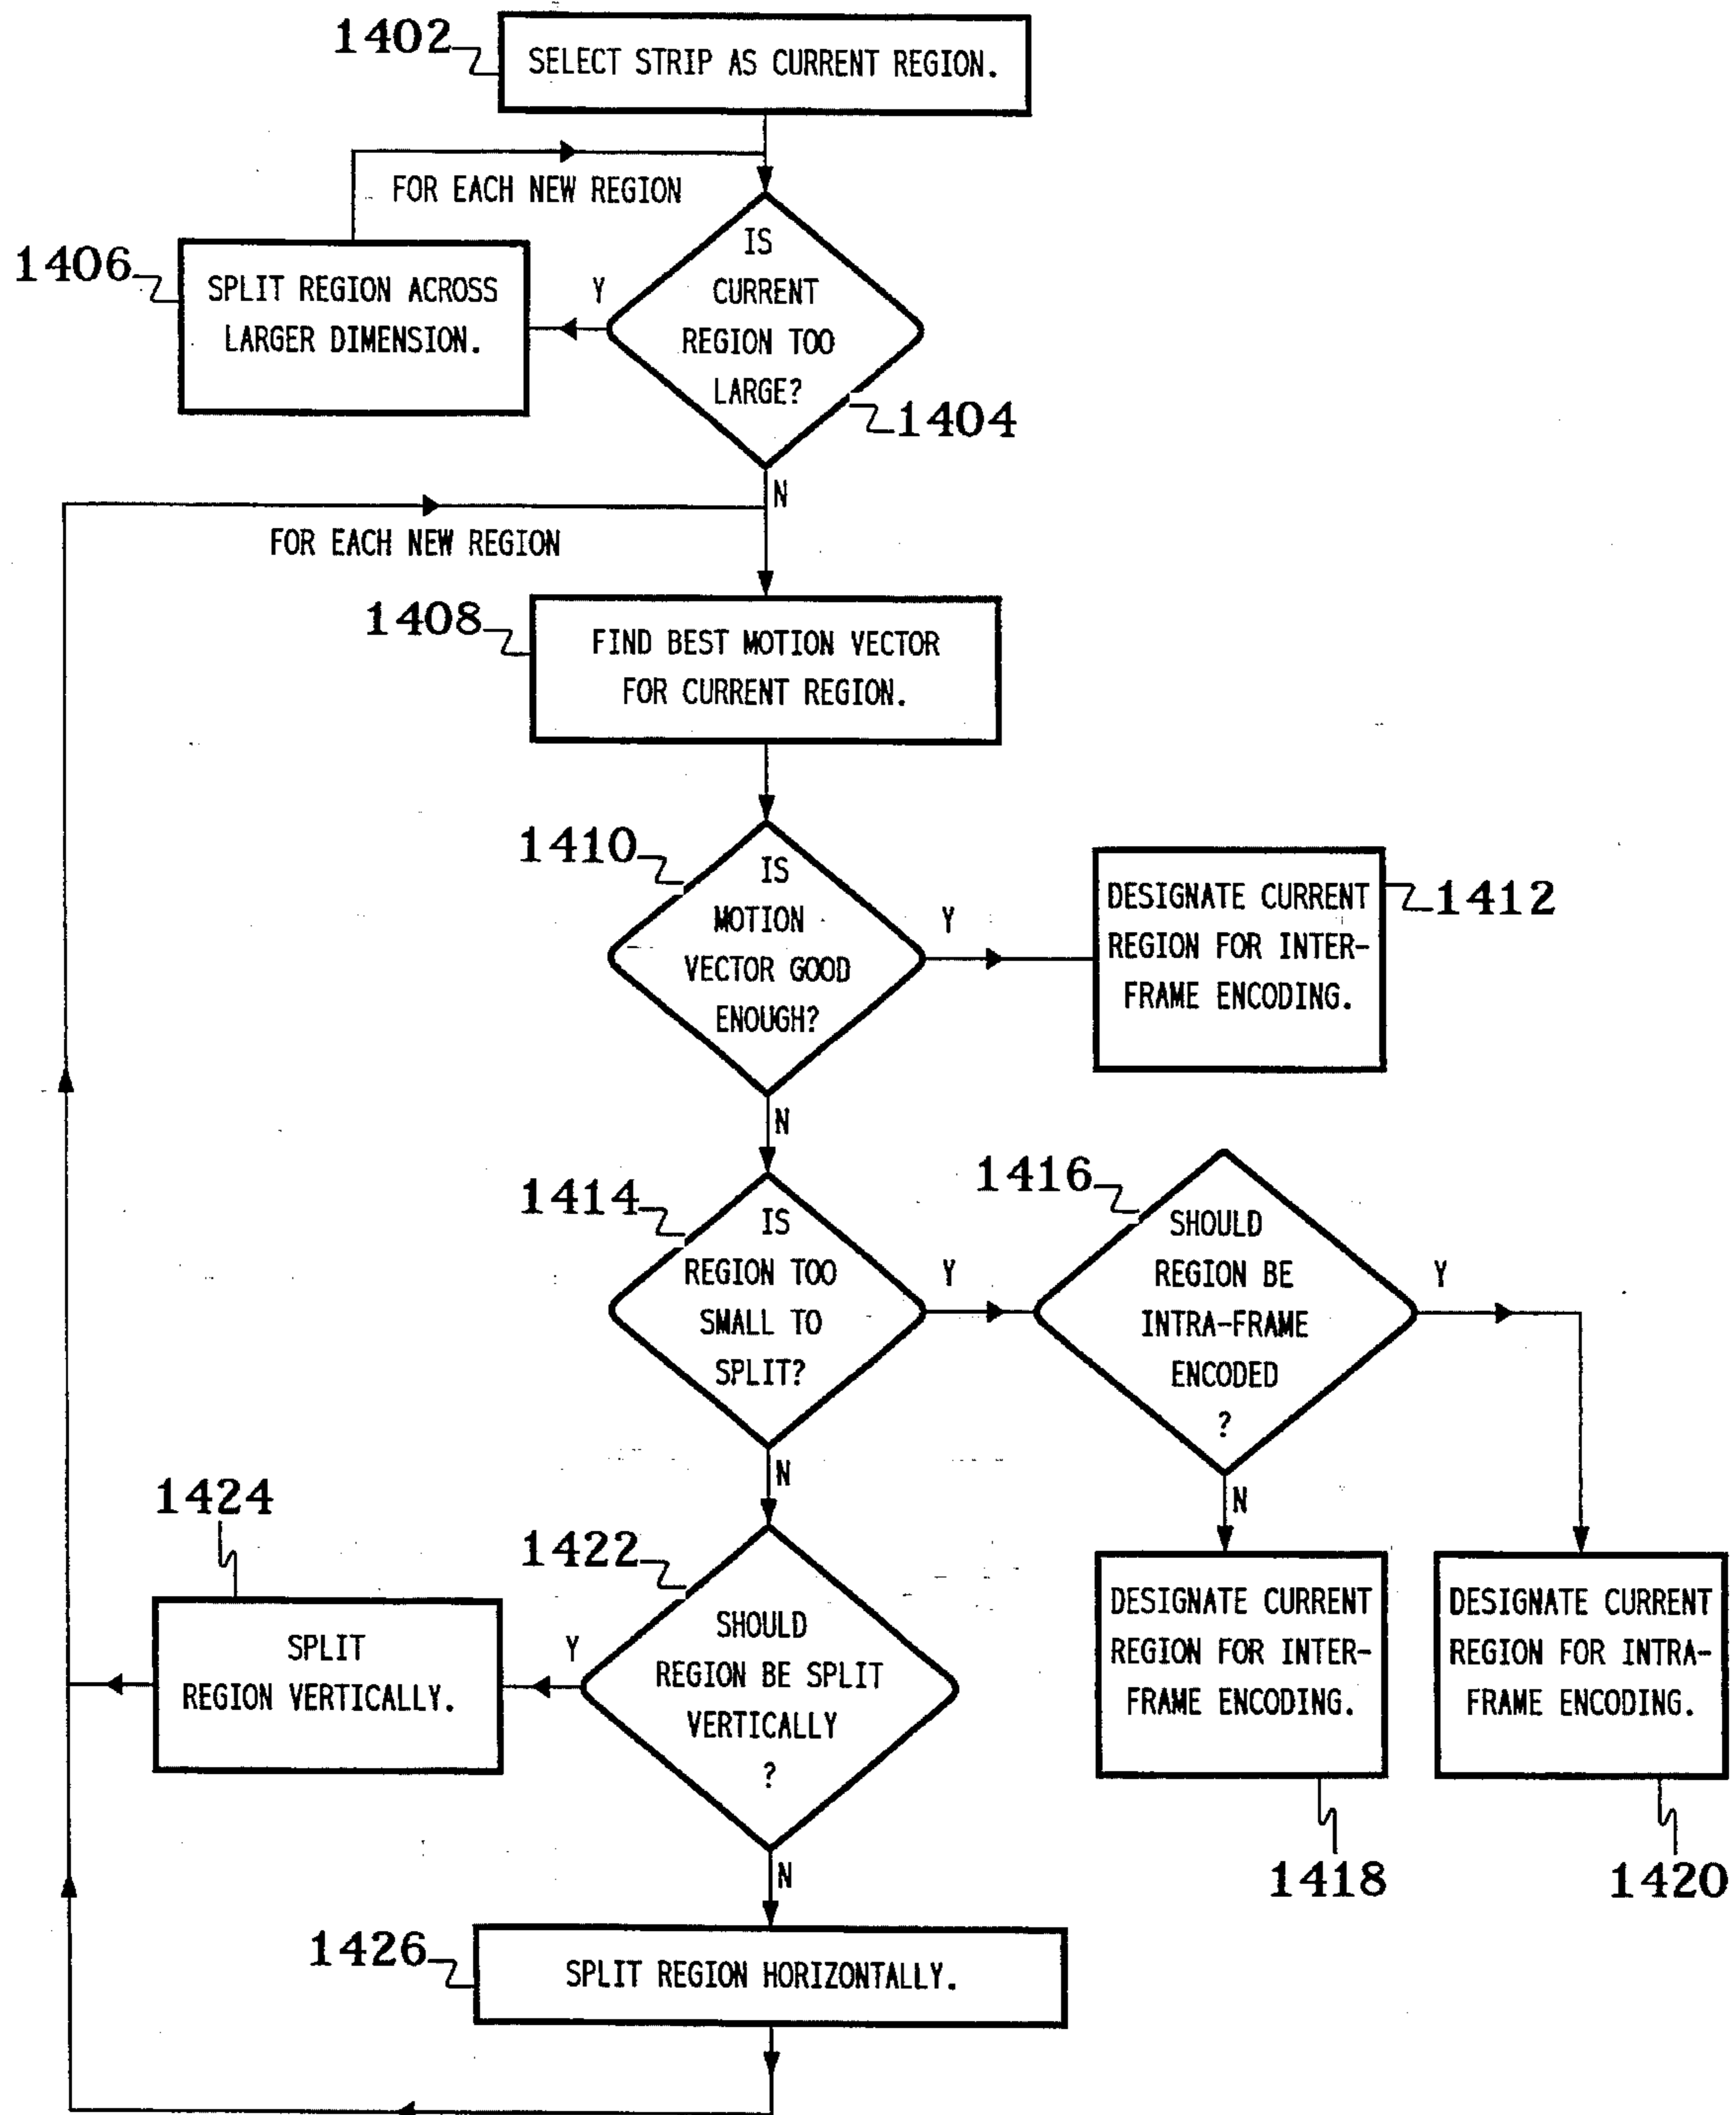 1402
SELECT STRIP AS CURRENT REGION.
FOR EACH NEW REGION
1406
SPLIT REGION ACROSS
LARGER DIMENSION.
Y
IS
CURRENT
REGION TOO
LARGE?
1404
N
FOR EACH NEW REGION
1408
FIND BEST MOTION VECTOR
FOR CURRENT REGION.
1410
IS
MOTION
VECTOR GOOD
ENOUGH?
Y
DESIGNATE CURRENT
REGION FOR INTER-
FRAME ENCODING.
1412
N
1414
IS
REGION TOO
SMALL TO
SPLIT?
Y
1416
SHOULD
REGION BE
INTRA-FRAME
ENCODED
?
Y
N
N
1424
SPLIT
REGION VERTICALLY.
Y
1422
SHOULD
REGION BE SPLIT
VERTICALLY
?
DESIGNATE CURRENT
REGION FOR INTER-
FRAME ENCODING.
1418
DESIGNATE CURRENT
REGION FOR INTRA-
FRAME ENCODING.
1420
N
1426
SPLIT REGION HORIZONTALLY.